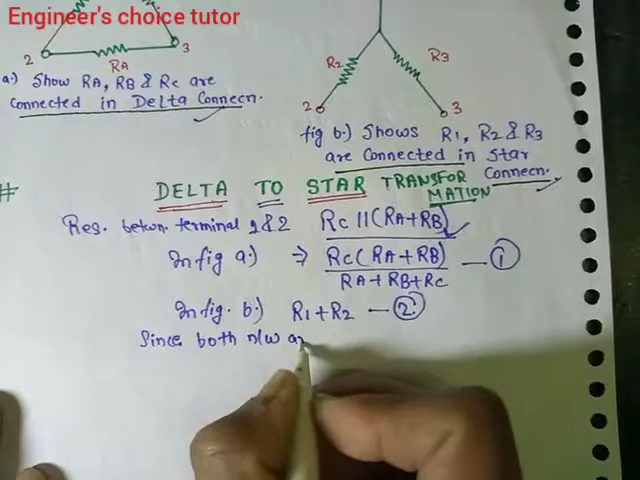 Engineer's choice tutor
2 3
RA
R2 R3
2 3
a:) Show RA, RB & Rc are
Connected in Delta Connecn.
fig b:) Shows R1, R2 & R3
are Connected in Star
Connecn.
# DELTA TO STAR TRANSFOR
MATION
Res. betwn. terminal 1 & 2 Rc || (RA+RB)
In fig a:) ⇒ Rc(RA+RB) — ①
RA+RB+Rc
In fig. b:) R1+R2 — ②
Since both n/w a